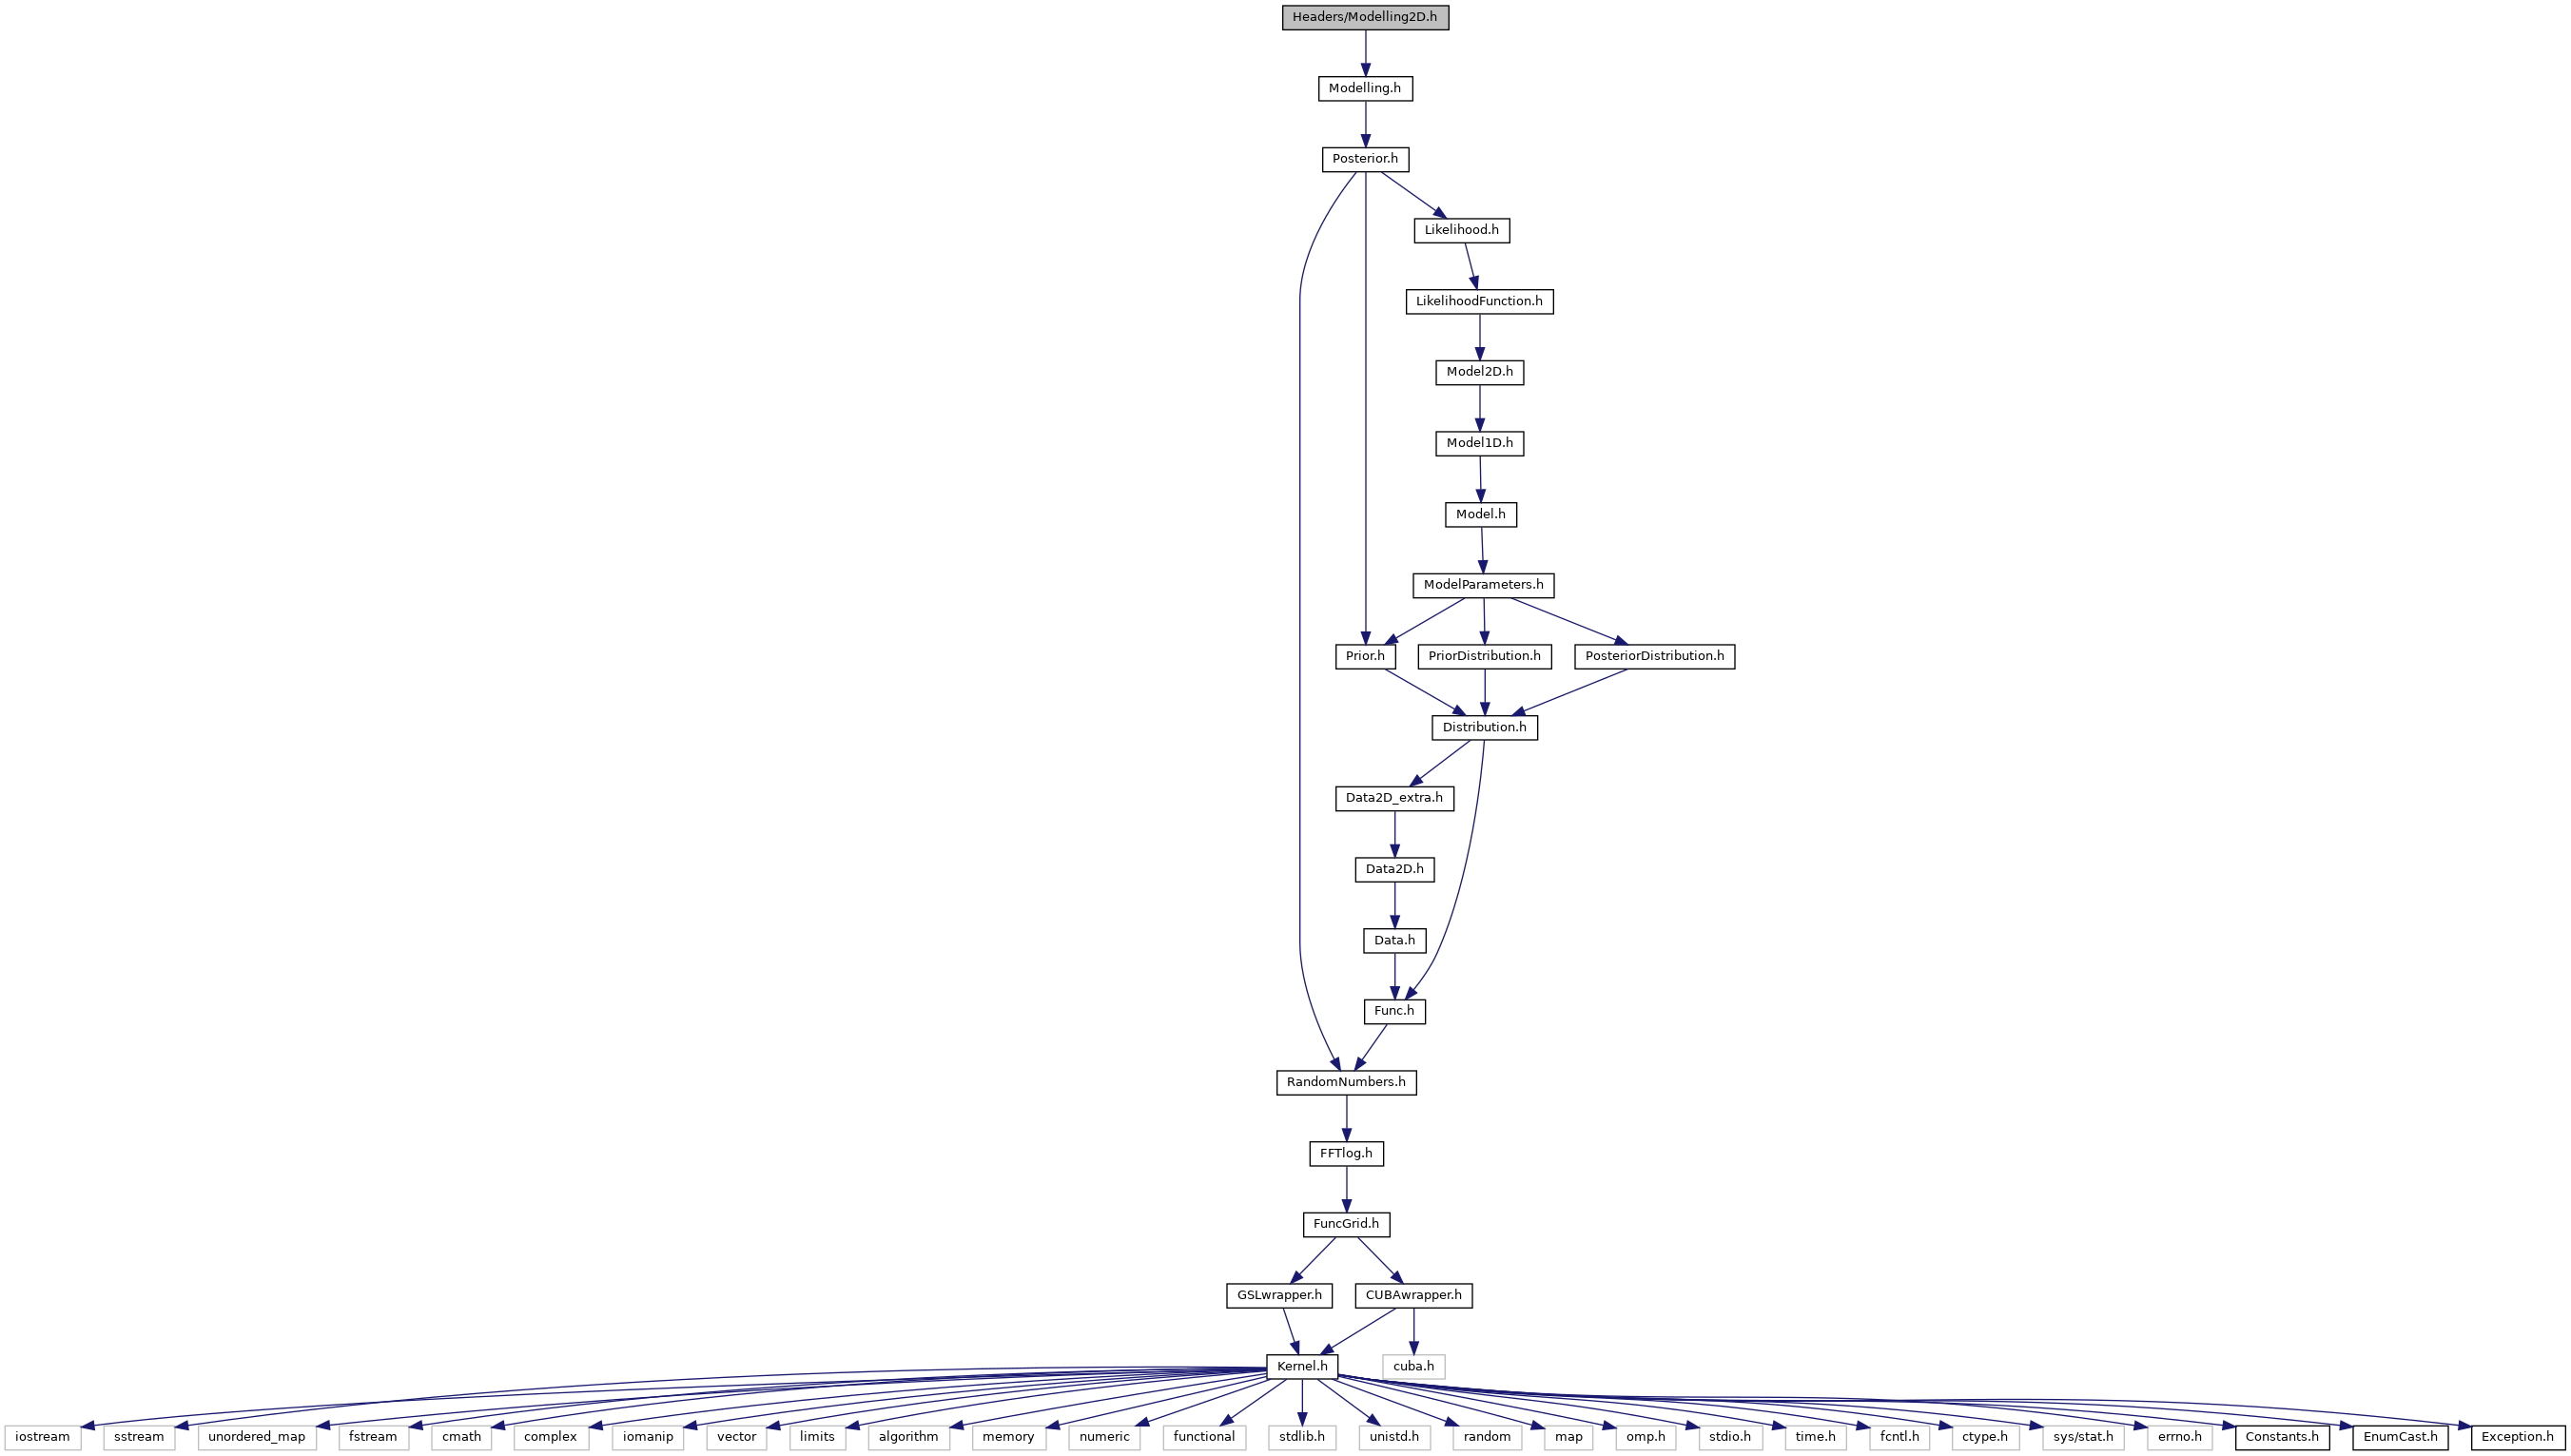 Headers/Modelling2D.h
Modelling.h
Posterior.h
Likelihood.h
LikelihoodFunction.h
Model2D.h
Model1D.h
Model.h
ModelParameters.h
Prior.h PriorDistribution.h PosteriorDistribution.h
Distribution.h
Data2D_extra.h
Data2D.h
Data.h
Func.h
RandomNumbers.h
FFTlog.h
FuncGrid.h
GSLwrapper.h CUBAwrapper.h
Kernel.h cuba.h
iostream sstream unordered_map fstream cmath complex iomanip vector limits algorithm memory numeric functional stdlib.h unistd.h random map omp.h stdio.h time.h fcntl.h ctype.h sys/stat.h errno.h Constants.h EnumCast.h Exception.h